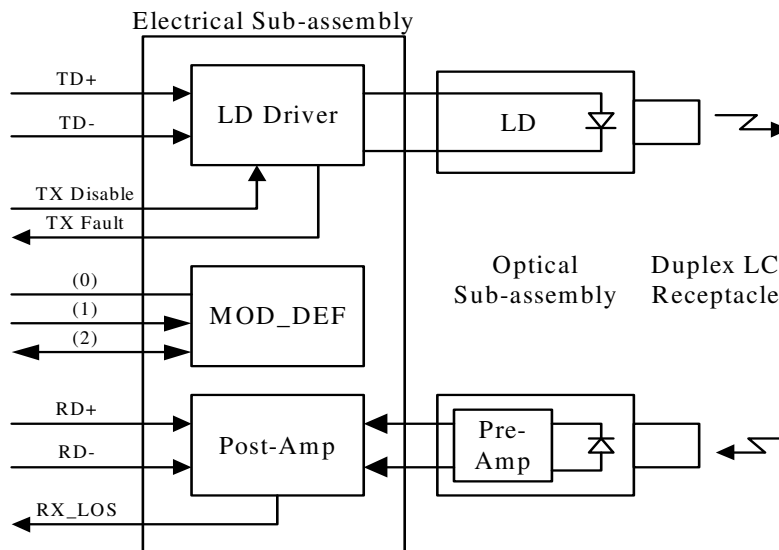 Electrical Sub-assembly
TD+
TD-
LD Driver
LD
TX Disable
TX Fault
(0)
(1)
(2)
MOD_DEF
Optical
Sub-assembly
Duplex LC
Receptacle
RD+
RD-
Post-Amp
Pre-
Amp
RX_LOS